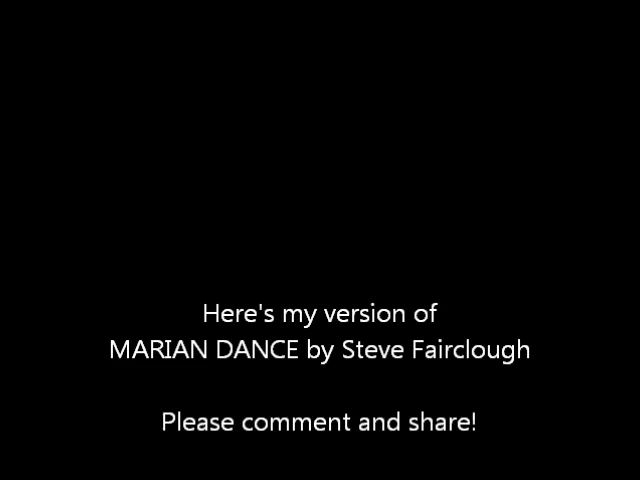 Here's my version of
MARIAN DANCE by Steve Fairclough
Please comment and share!